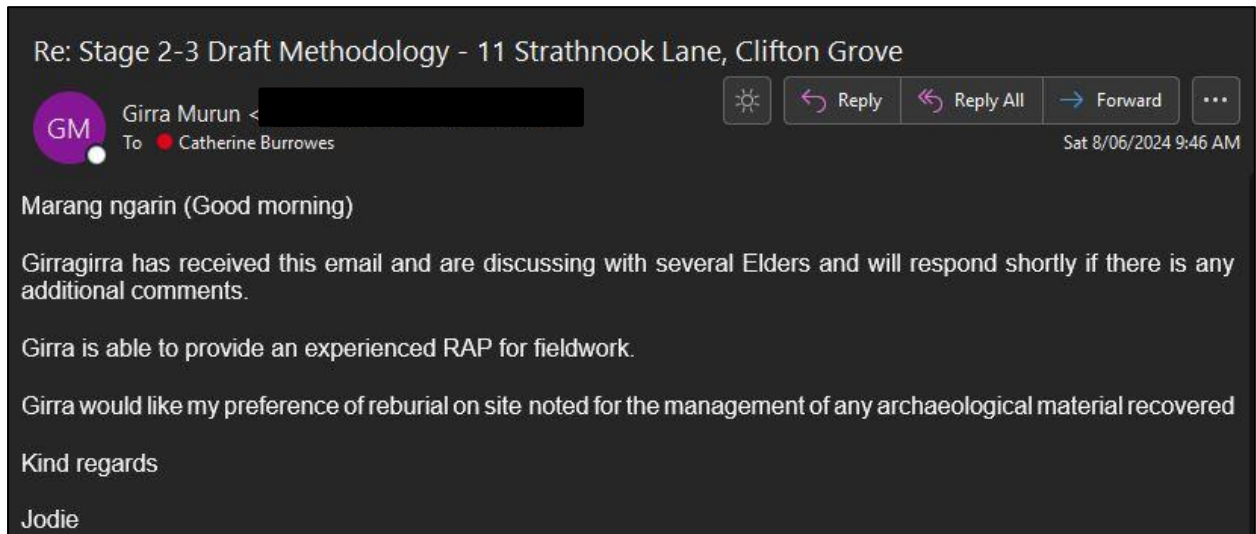 Re: Stage 2-3 Draft Methodology - 11 Strathnook Lane, Clifton Grove
GM
Girra Murun <
To Catherine Burrowes
Reply
Reply All
Forward
...
Sat 8/06/2024 9:46 AM
Marang ngarin (Good morning)
Girragirra has received this email and are discussing with several Elders and will respond shortly if there is any
additional comments.
Girra is able to provide an experienced RAP for fieldwork.
Girra would like my preference of reburial on site noted for the management of any archaeological material recovered
Kind regards
Jodie